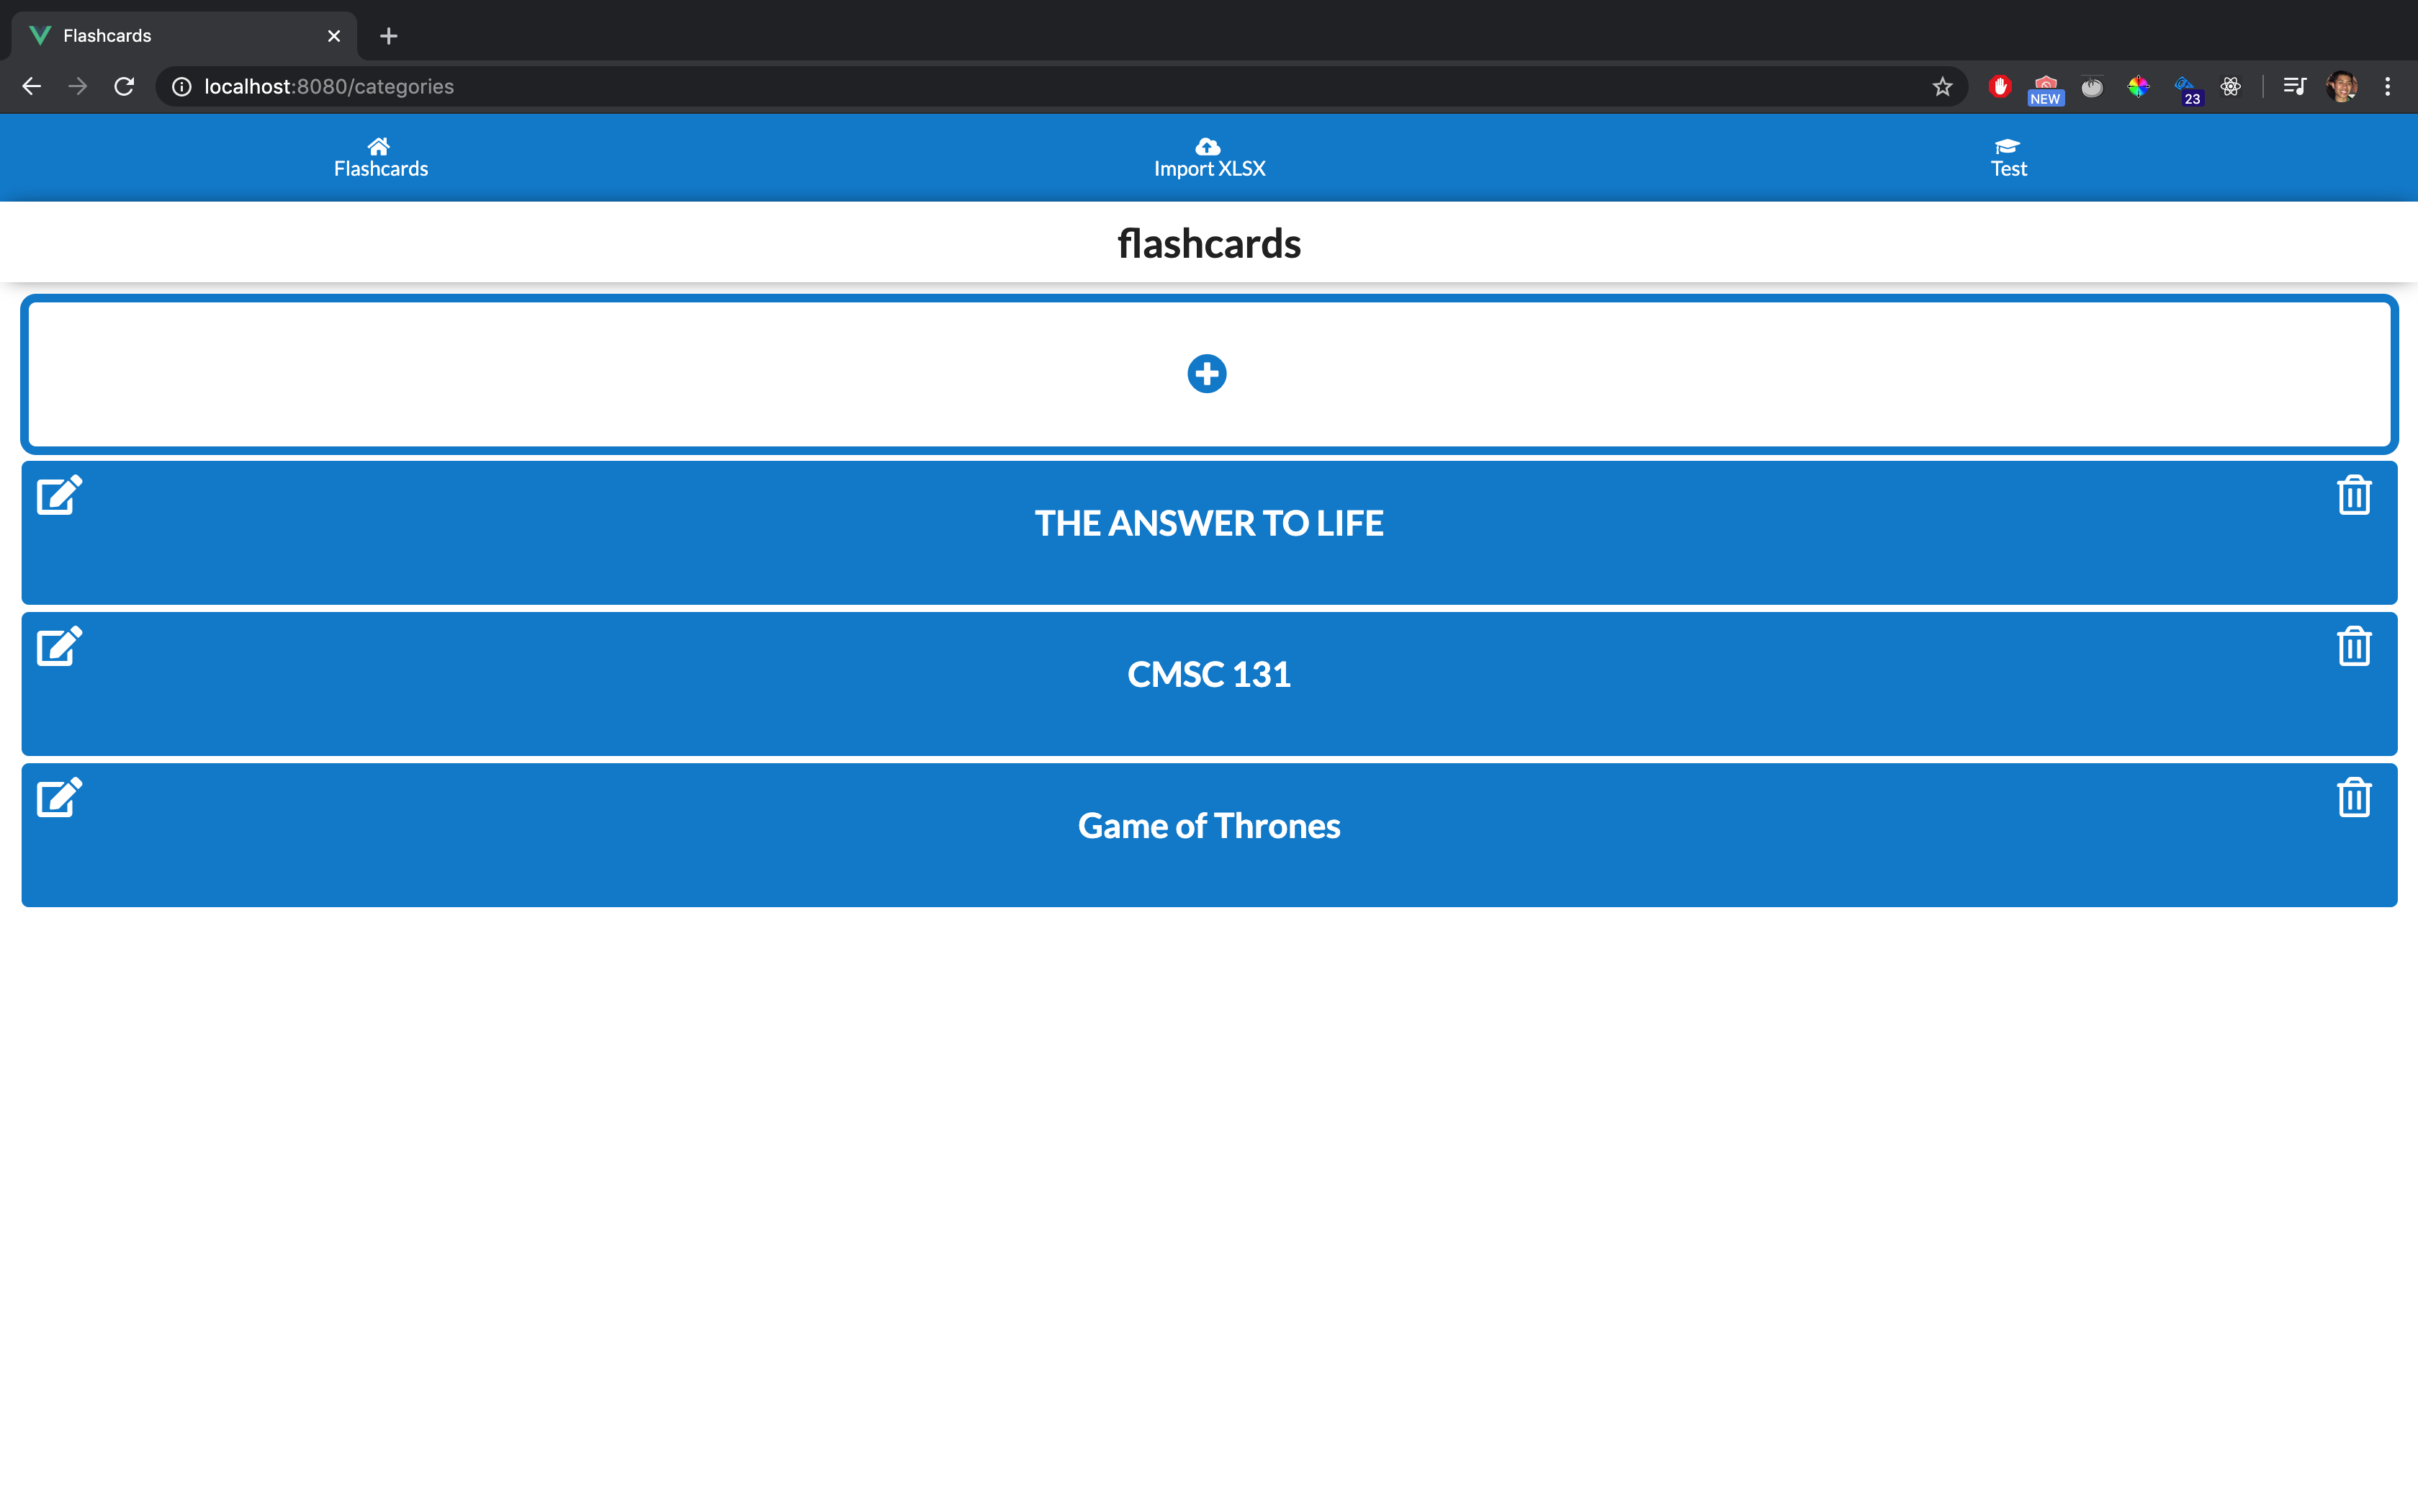 Flashcards
localhost:8080/categories
NEW
23
Flashcards
Import XLSX
Test
flashcards
THE ANSWER TO LIFE
CMSC 131
Game of Thrones